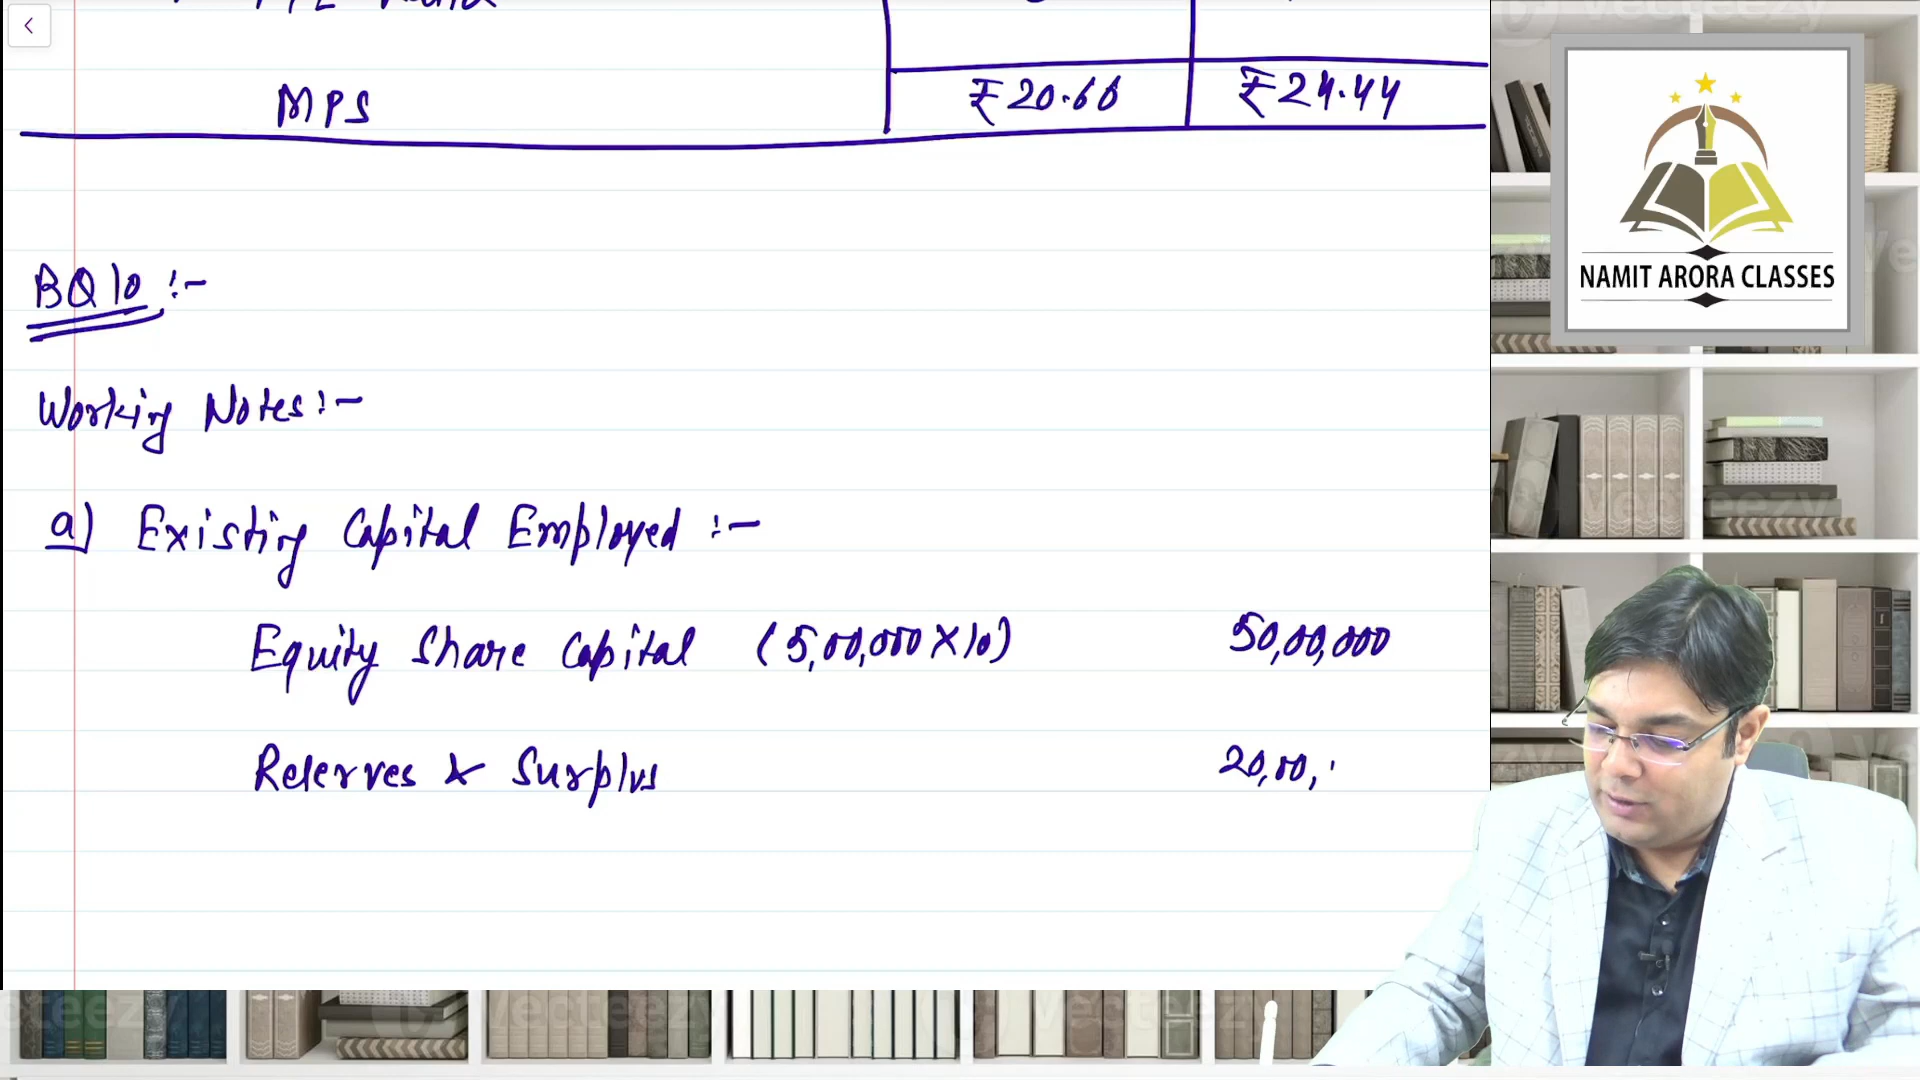 MPS ₹20.66 ₹24.44
BQ10 :-
Working Notes :-
a) Existing Capital Employed :-
Equity Share Capital (5,00,000 × 10) 50,00,000
Reserves & Surplus 20,00,
NAMIT ARORA CLASSES